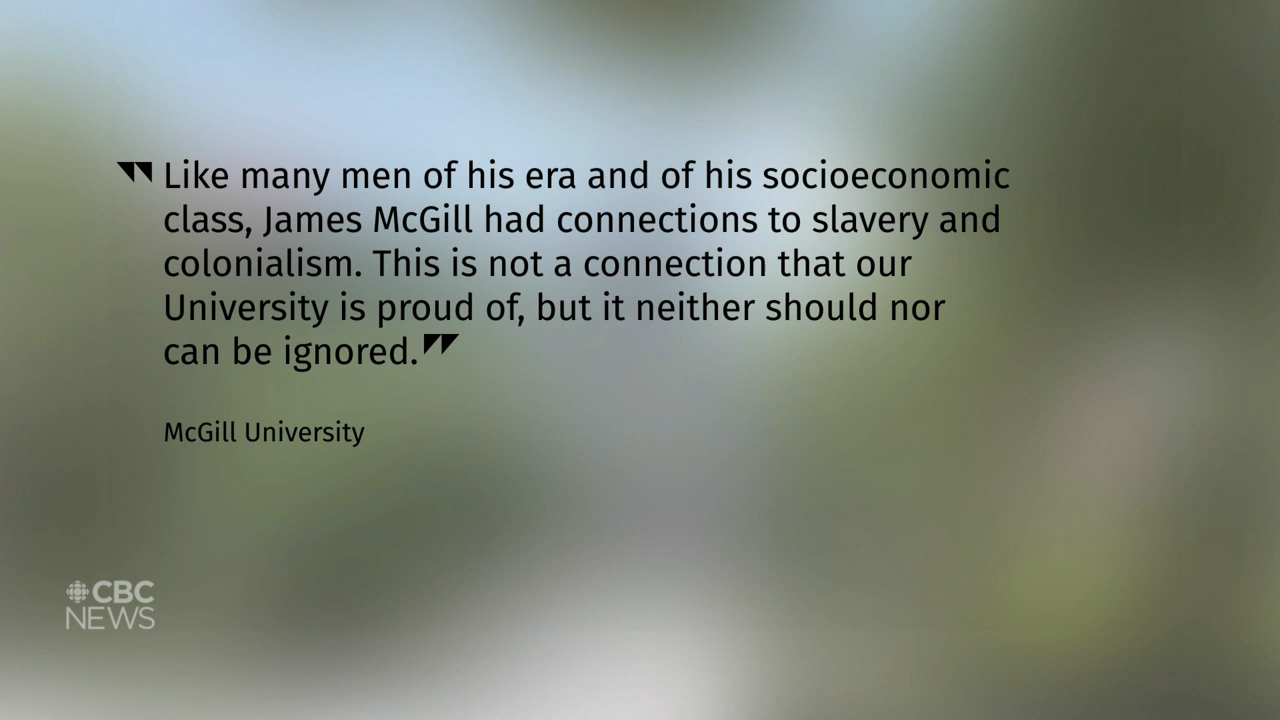 Like many men of his era and of his socioeconomic
class, James McGill had connections to slavery and
colonialism. This is not a connection that our
University is proud of, but it neither should nor
can be ignored.
McGill University
CBC
NEWS